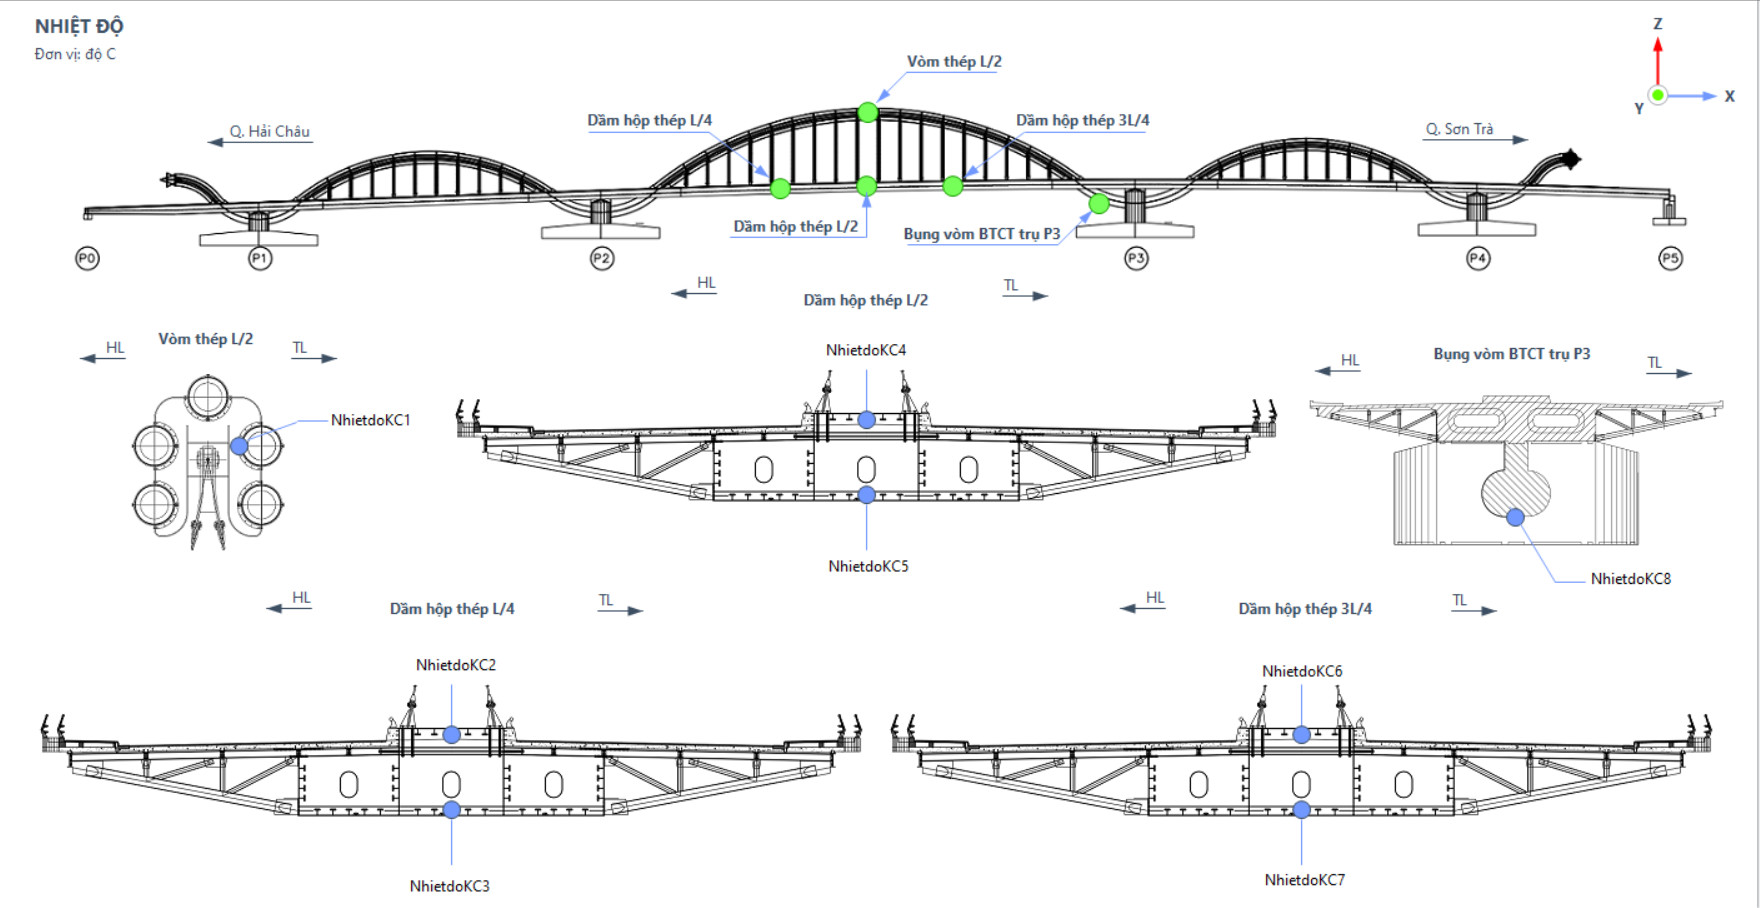 NHIỆT ĐỘ
Đơn vị: độ C
Vòm thép L/2
Z
X
Y
Q. Hải Châu
Dầm hộp thép L/4
Dầm hộp thép 3L/4
Q. Sơn Trà
Dầm hộp thép L/2
Bụng vòm BTCT trụ P3
P0
P1
P2
P3
P4
P5
HL
TL
Dầm hộp thép L/2
Vòm thép L/2
HL
TL
NhietdoKC1
NhietdoKC4
NhietdoKC5
Bụng vòm BTCT trụ P3
HL
TL
NhietdoKC8
HL
Dầm hộp thép L/4
TL
HL
Dầm hộp thép 3L/4
TL
NhietdoKC2
NhietdoKC3
NhietdoKC6
NhietdoKC7